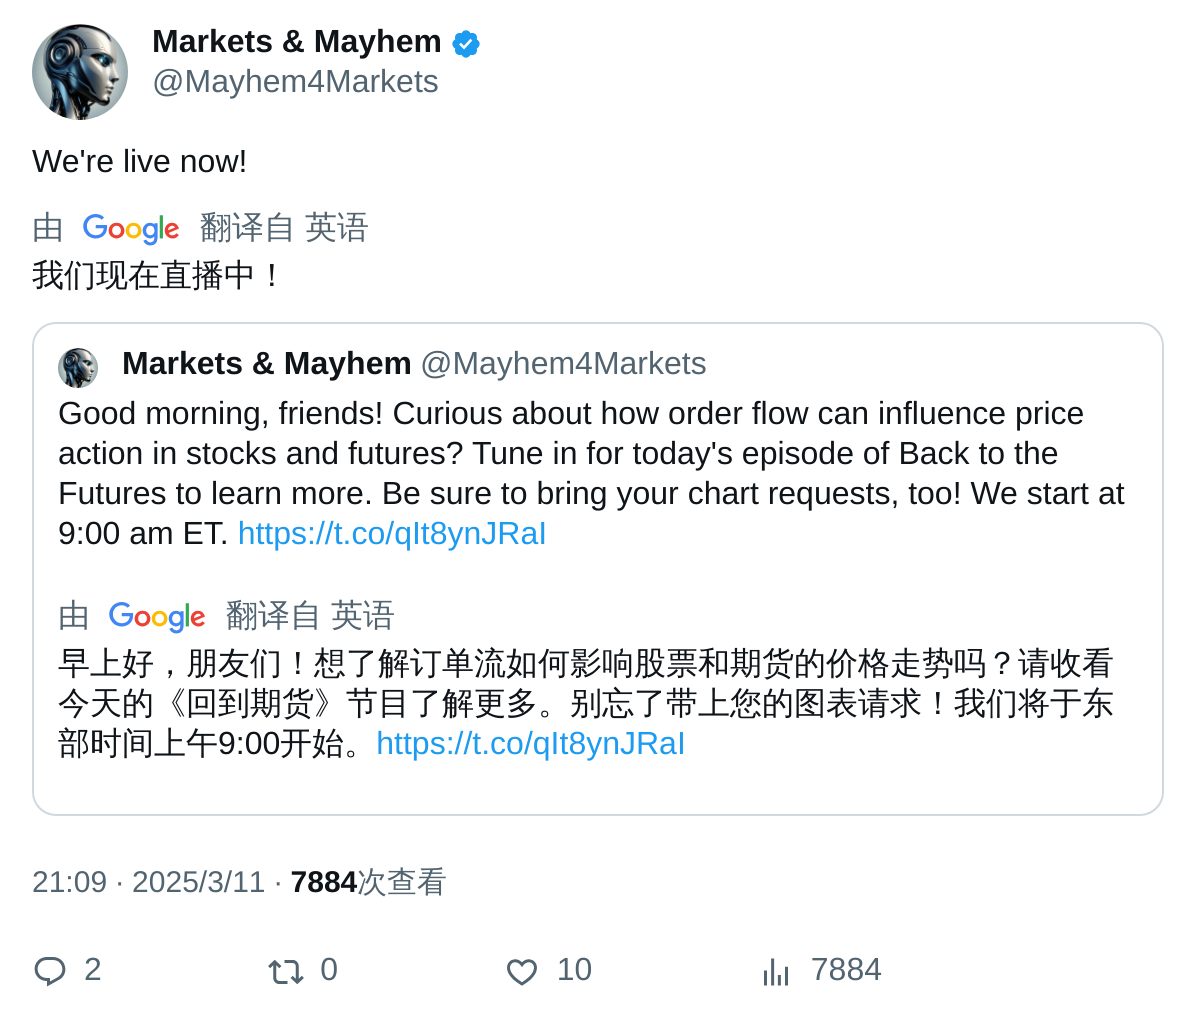 Markets & Mayhem
@Mayhem4Markets
We're live now!
由 Google 翻译自 英语
我们现在直播中！
Markets & Mayhem @Mayhem4Markets
Good morning, friends! Curious about how order flow can influence price
action in stocks and futures? Tune in for today's episode of Back to the
Futures to learn more. Be sure to bring your chart requests, too! We start at
9:00 am ET. https://t.co/qIt8ynJRaI
由 Google 翻译自 英语
早上好，朋友们！想了解订单流如何影响股票和期货的价格走势吗？请收看
今天的《回到期货》节目了解更多。别忘了带上您的图表请求！我们将于东
部时间上午9:00开始。https://t.co/qIt8ynJRaI
21:09 · 2025/3/11 · 7884次查看
2 0 10 7884